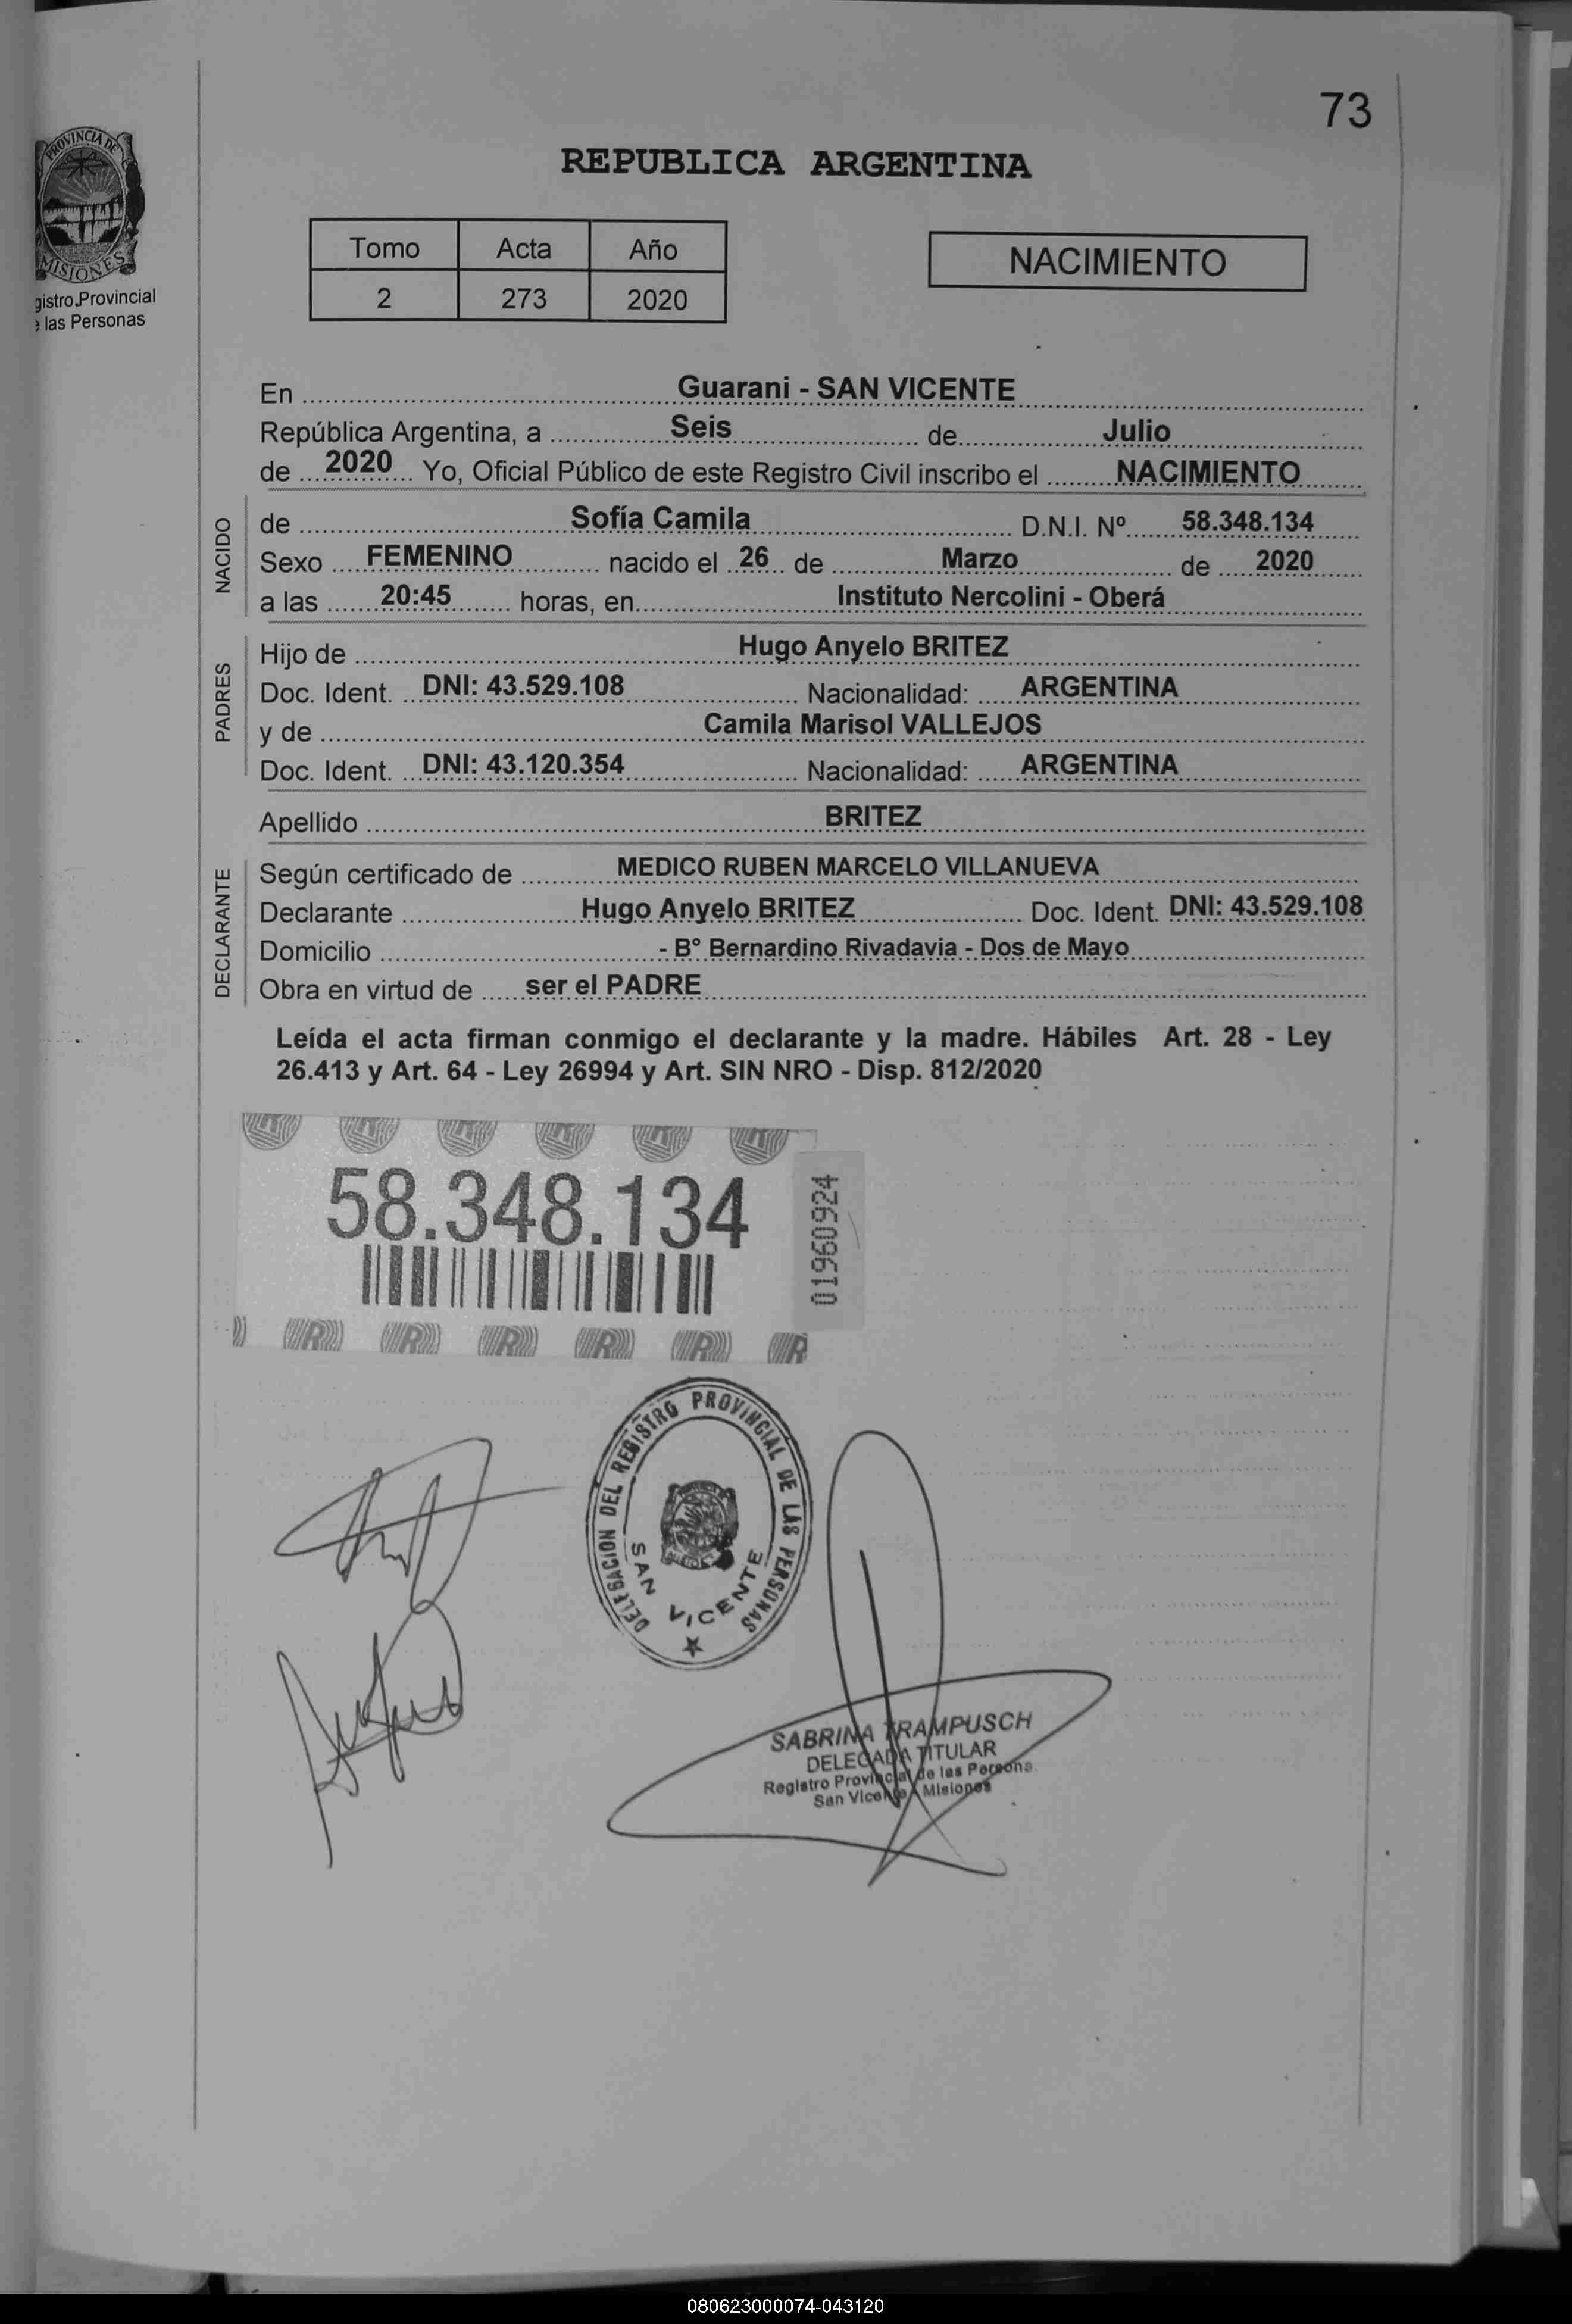 73
PROVINCIA DE
MISIONES
gistro Provincial
e las Personas
REPUBLICA ARGENTINA
Tomo Acta Año
2 273 2020
NACIMIENTO
En Guarani - SAN VICENTE
República Argentina, a Seis de Julio
de 2020 Yo, Oficial Público de este Registro Civil inscribo el NACIMIENTO
NACIDO
de Sofía Camila D.N.I. Nº 58.348.134
Sexo FEMENINO nacido el 26 de Marzo de 2020
a las 20:45 horas, en Instituto Nercolini - Oberá
PADRES
Hijo de Hugo Anyelo BRITEZ
Doc. Ident. DNI: 43.529.108 Nacionalidad: ARGENTINA
y de Camila Marisol VALLEJOS
Doc. Ident. DNI: 43.120.354 Nacionalidad: ARGENTINA
Apellido BRITEZ
DECLARANTE
Según certificado de MEDICO RUBEN MARCELO VILLANUEVA
Declarante Hugo Anyelo BRITEZ Doc. Ident. DNI: 43.529.108
Domicilio - Bº Bernardino Rivadavia - Dos de Mayo
Obra en virtud de ser el PADRE
Leída el acta firman conmigo el declarante y la madre. Hábiles Art. 28 - Ley
26.413 y Art. 64 - Ley 26994 y Art. SIN NRO - Disp. 812/2020
58.348.134
01960924
DELEGACION DEL REGISTRO PROVINCIAL DE LAS PERSONAS
SAN VICENTE
SABRINA TRAMPUSCH
DELEGADA TITULAR
Registro Provincial de las Persona
San Vicente Misiones
080623000074-043120